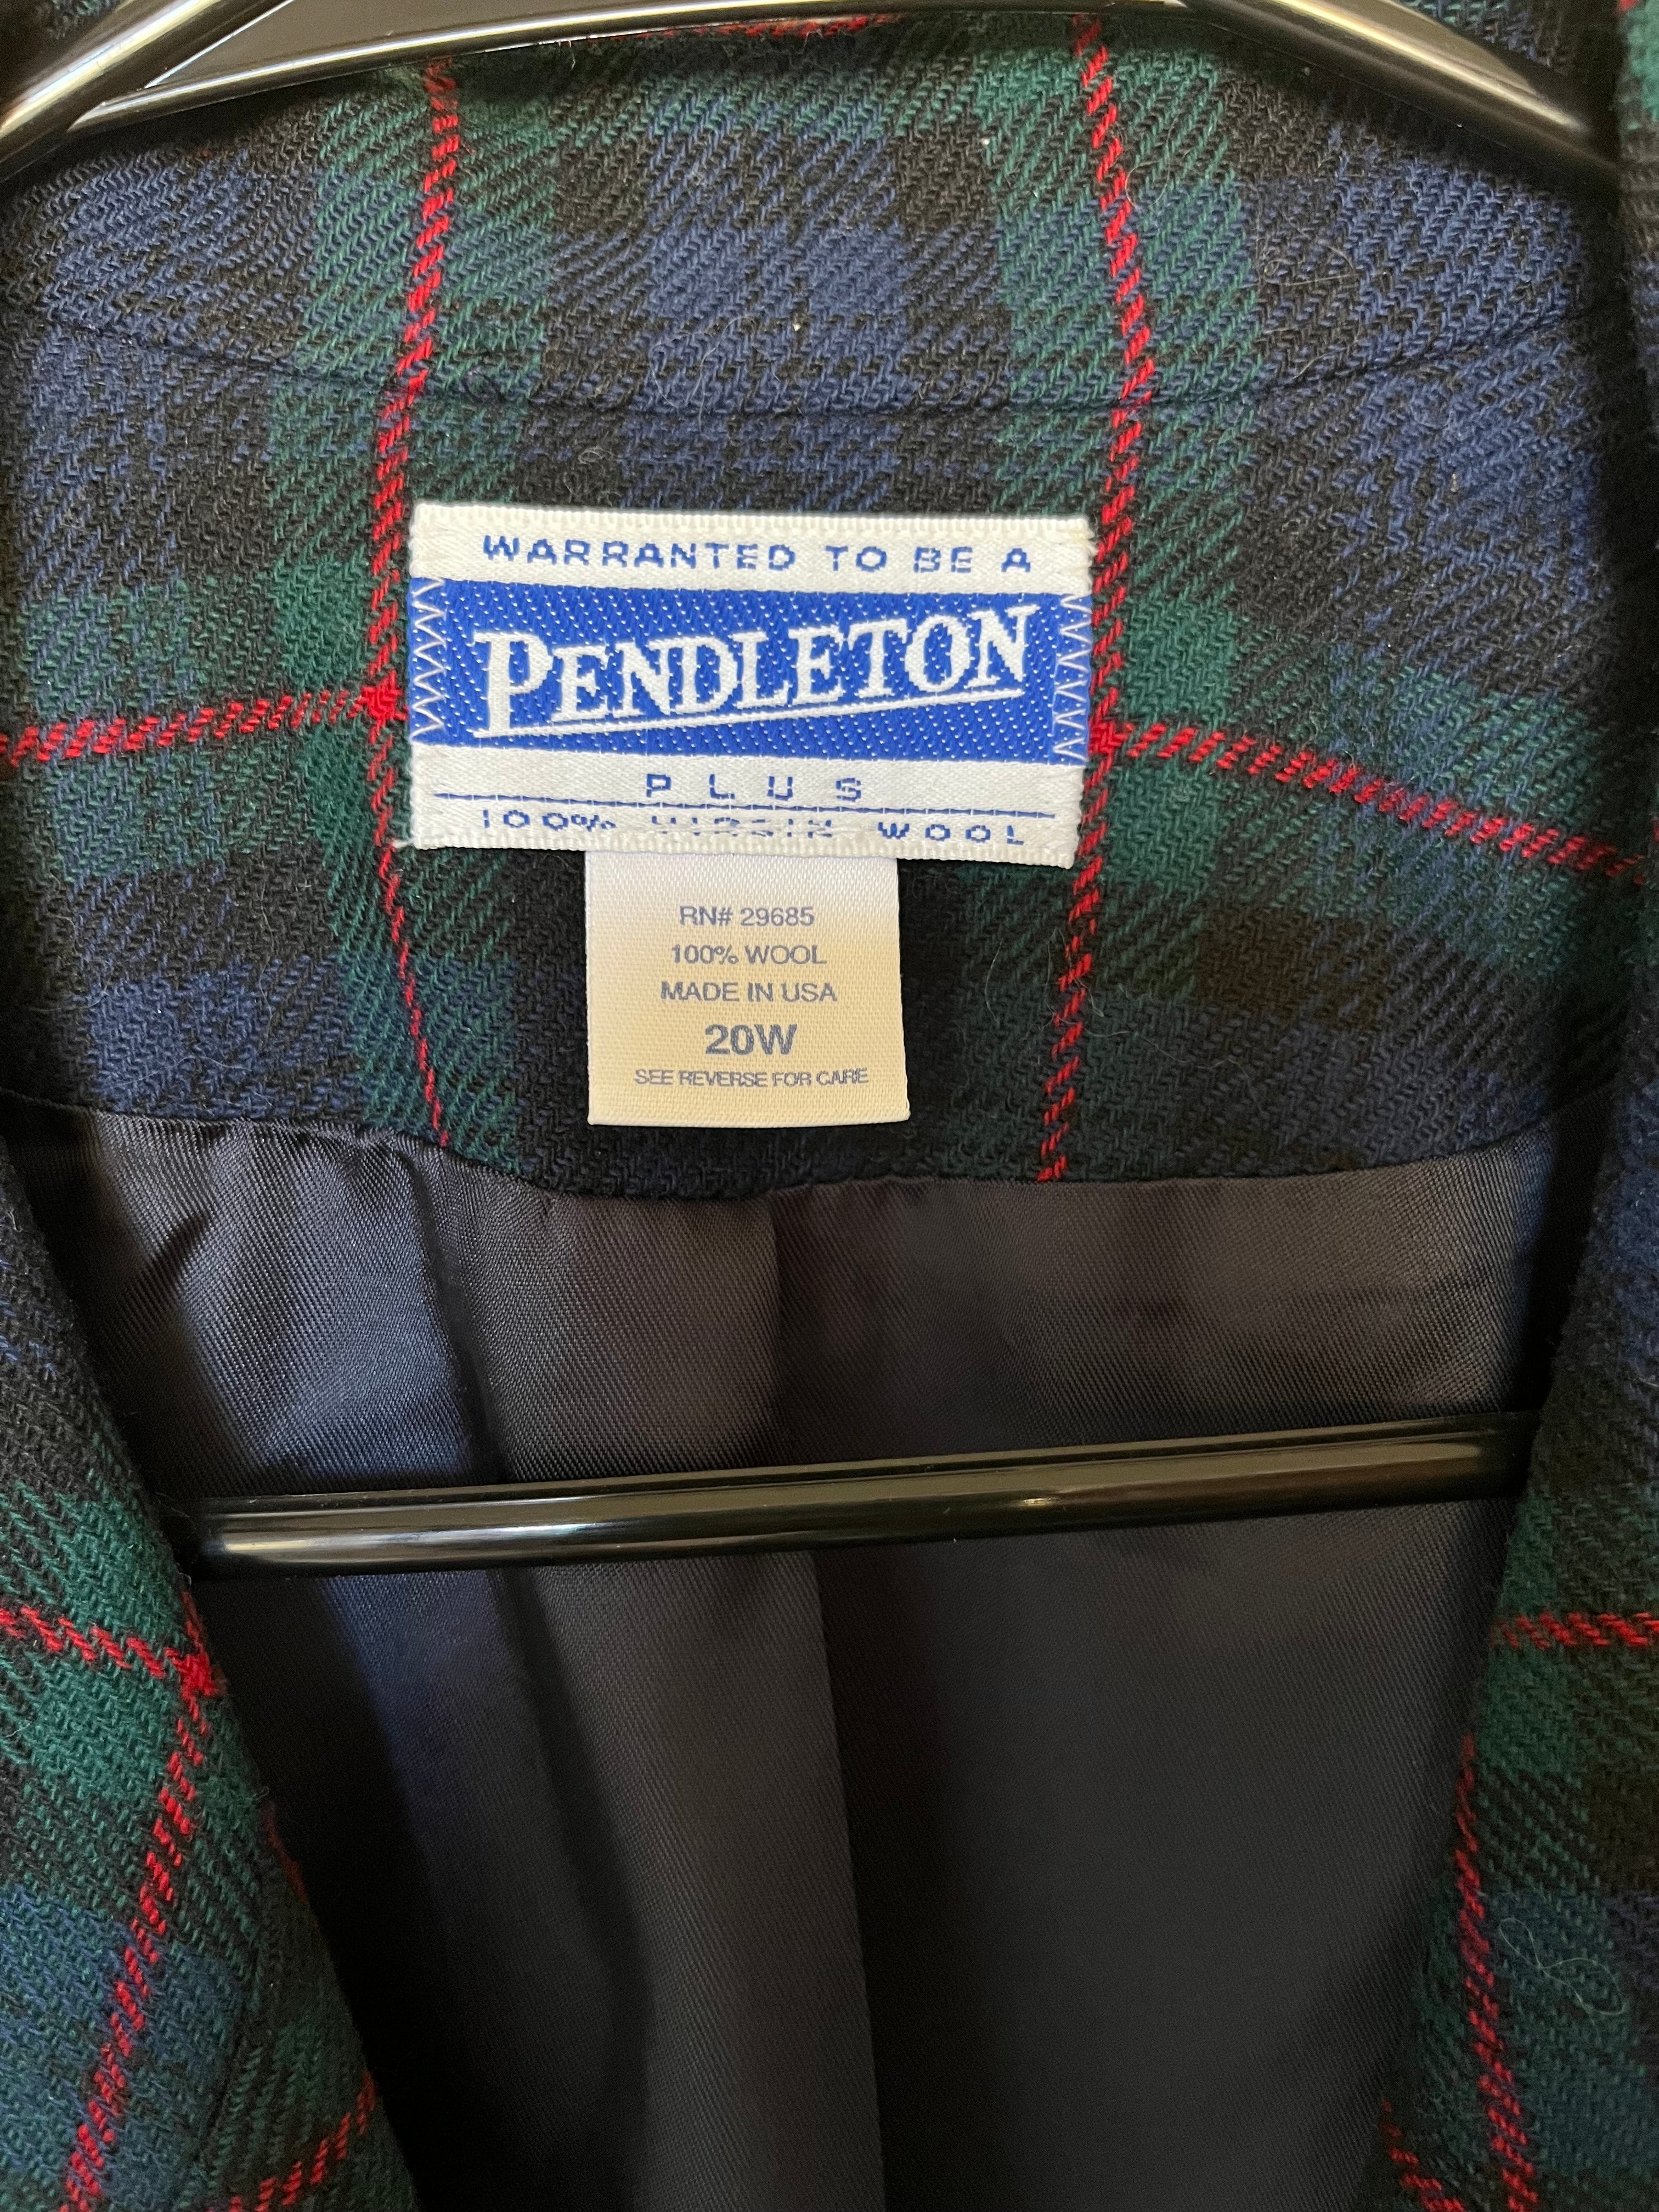 WARRANTED TO BE A
PENDLETON
PLUS
100% VIRGIN WOOL
RN# 29685
100% WOOL
MADE IN USA
20W
SEE REVERSE FOR CARE